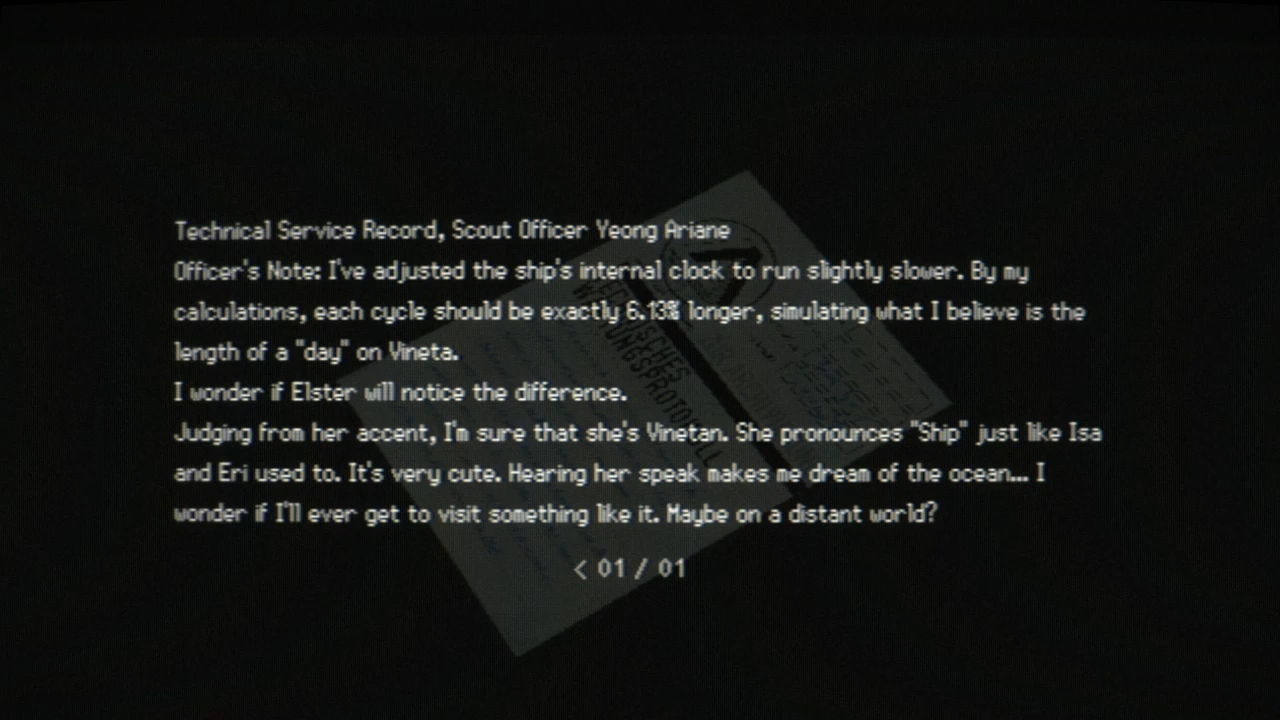 Technical Service Record, Scout Officer Yeong Ariane
Officer's Note: I've adjusted the ship's internal clock to run slightly slower. By my
calculations, each cycle should be exactly 6.13% longer, simulating what I believe is the
length of a "day" on Vineta.
I wonder if Elster will notice the difference.
Judging from her accent, I'm sure that she's Vinetan. She pronounces "Ship" just like Isa
and Eri used to. It's very cute. Hearing her speak makes me dream of the ocean... I
wonder if I'll ever get to visit something like it. Maybe on a distant world?
< 01 / 01